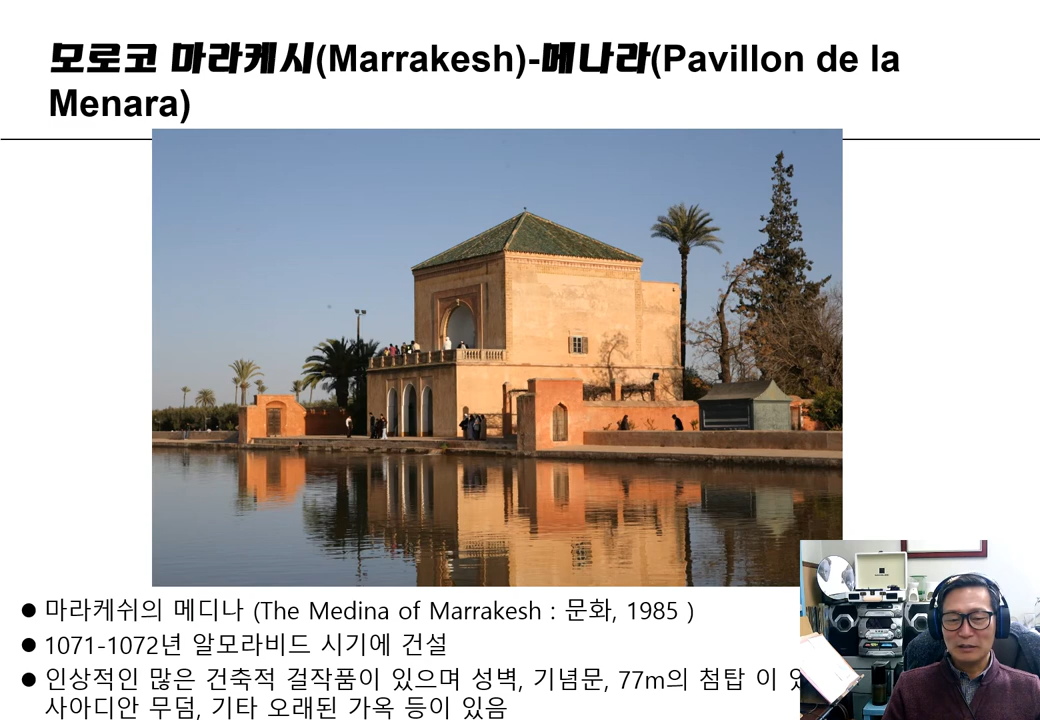 모로코 마라케시(Marrakesh)-메나라(Pavillon de la
Menara)
● 마라케쉬의 메디나 (The Medina of Marrakesh : 문화, 1985 )
● 1071-1072년 알모라비드 시기에 건설
● 인상적인 많은 건축적 걸작품이 있으며 성벽, 기념문, 77m의 첨탑 이
사아디안 무덤, 기타 오래된 가옥 등이 있음